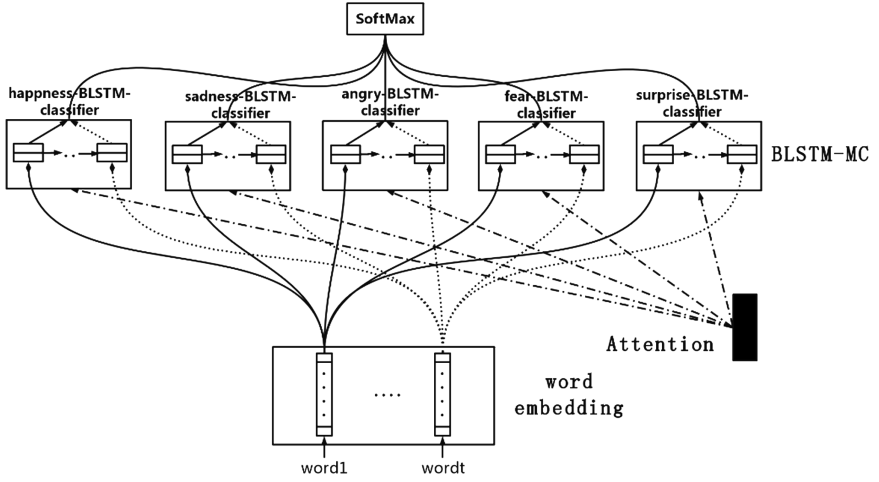 SoftMax
happness-BLSTM-
classifier
sadness-BLSTM-
classifier
angry-BLSTM-
classifier
fear-BLSTM-
classifier
surprise-BLSTM-
classifier
BLSTM-MC
Attention
word
embedding
word1
wordt